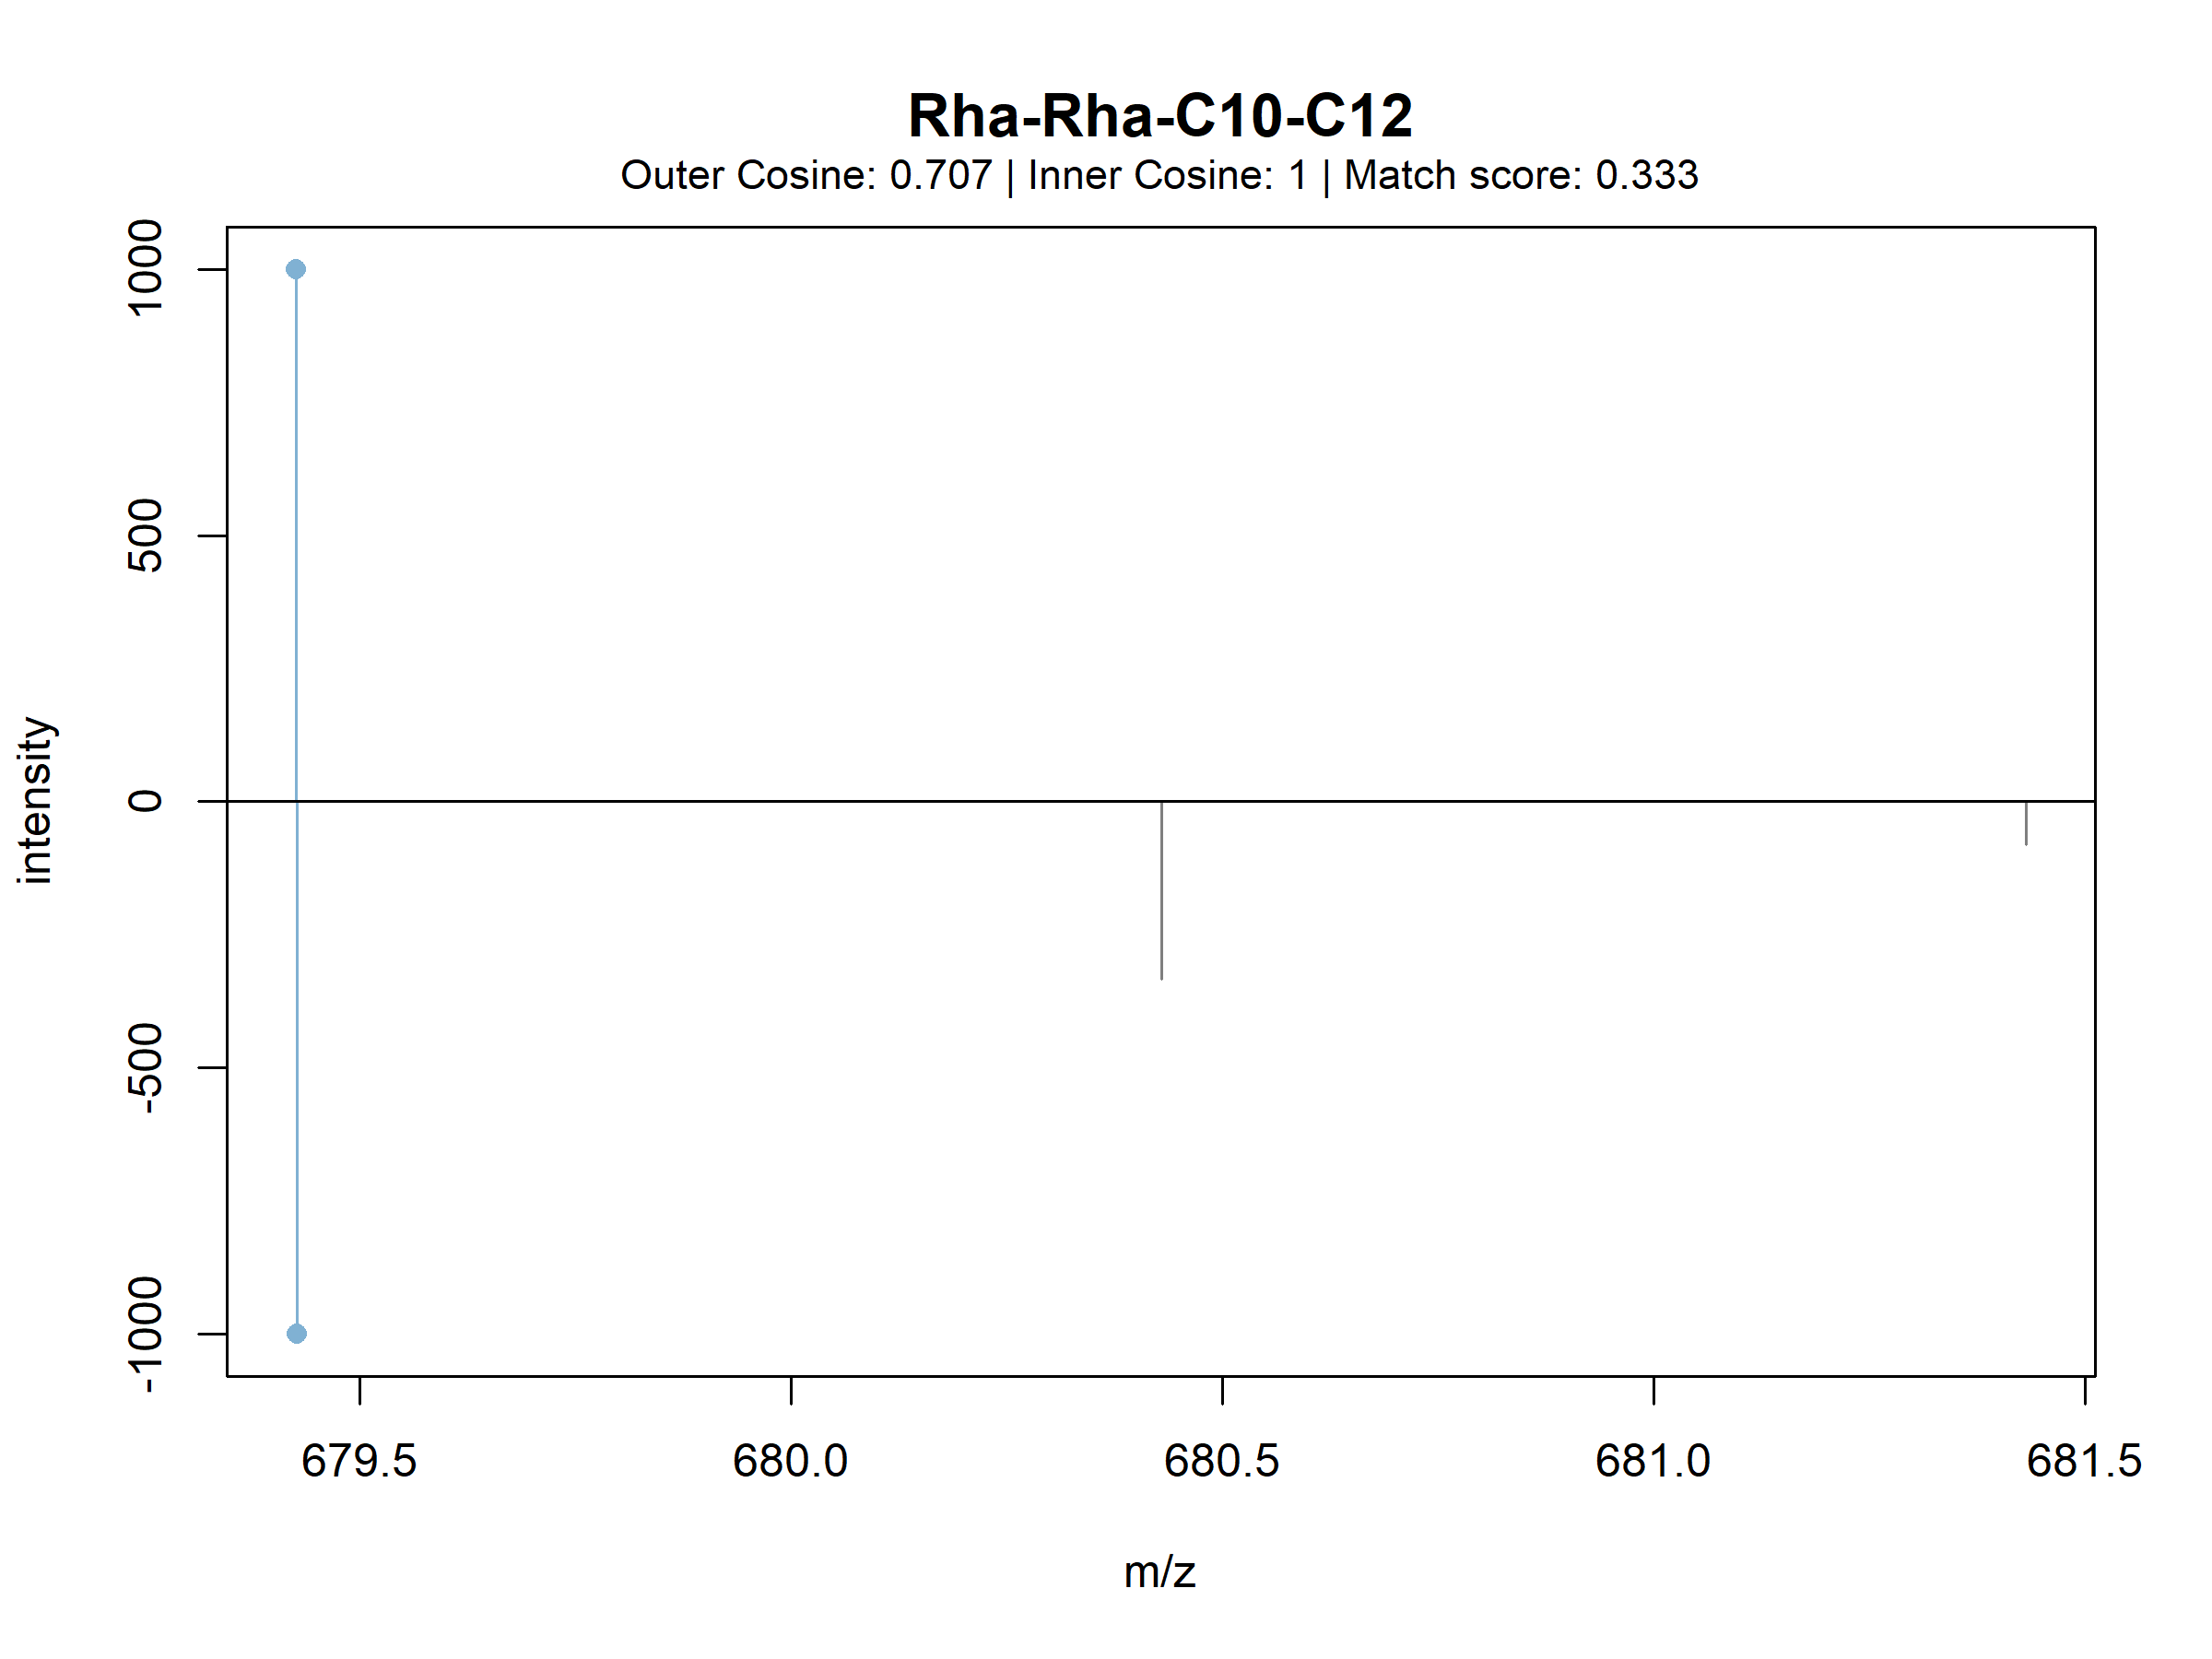 Rha-Rha-C10-C12
Outer Cosine: 0.707 | Inner Cosine: 1 | Match score: 0.333
1000
500
0
-500
-1000
intensity
679.5 680.0 680.5 681.0 681.5
m/z